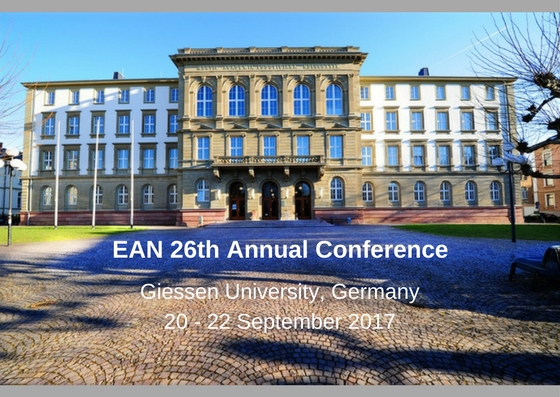 EAN 26th Annual Conference
Giessen University, Germany
20 - 22 September 2017